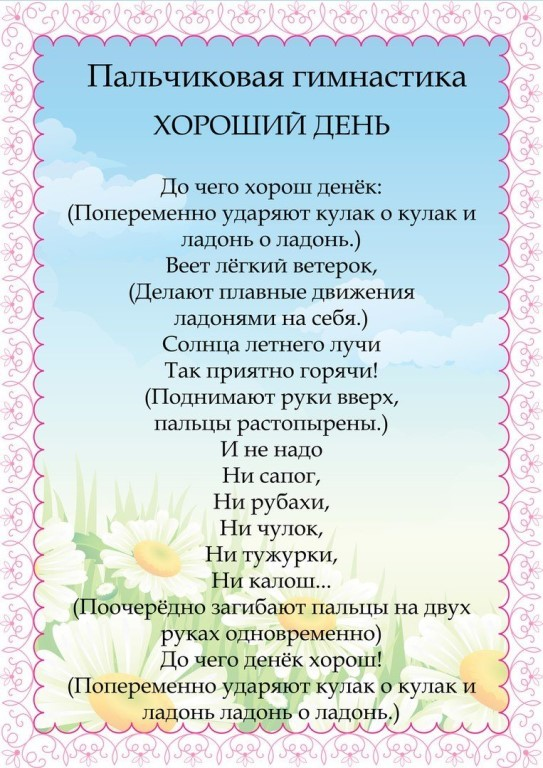 Пальчиковая гимнастика
ХОРОШИЙ ДЕНЬ
До чего хорош денёк:
(Попеременно ударяют кулак о кулак и
ладонь о ладонь.)
Веет лёгкий ветерок,
(Делают плавные движения
ладонями на себя.)
Солнца летнего лучи
Так приятно горячи!
(Поднимают руки вверх,
пальцы растопырены.)
И не надо
Ни сапог,
Ни рубахи,
Ни чулок,
Ни тужурки,
Ни калош...
(Поочерёдно загибают пальцы на двух
руках одновременно)
До чего денёк хорош!
(Попеременно ударяют кулак о кулак и
ладонь ладонь о ладонь.)